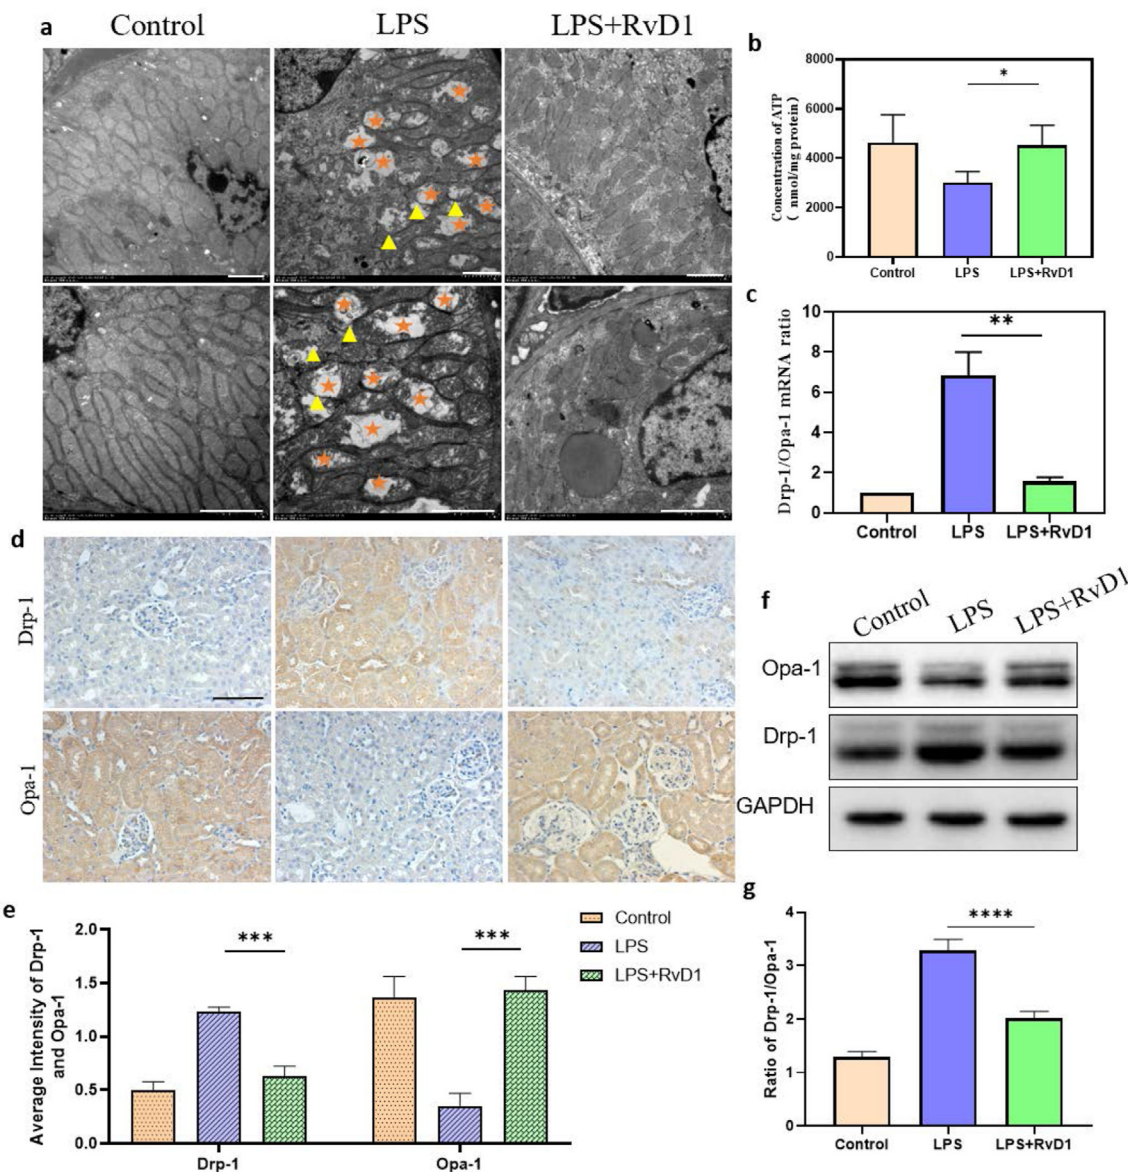 a
Control
LPS
LPS+RvD1
b
Concentration of ATP
( nmol/mg protein)
8000
6000
4000
2000
0
*
Control
LPS
LPS+RvD1
c
Drp-1/Opa-1 mRNA ratio
10
8
6
4
2
0
**
Control
LPS
LPS+RvD1
d
Drp-1
Opa-1
e
Average Intensity of Drp-1
and Opa-1
2.0
1.5
1.0
0.5
0.0
***
***
Drp-1
Opa-1
Control
LPS
LPS+RvD1
f
Control
LPS
LPS+RvD1
Opa-1
Drp-1
GAPDH
g
Ratio of Drp-1/Opa-1
4
3
2
1
0
****
Control
LPS
LPS+RvD1